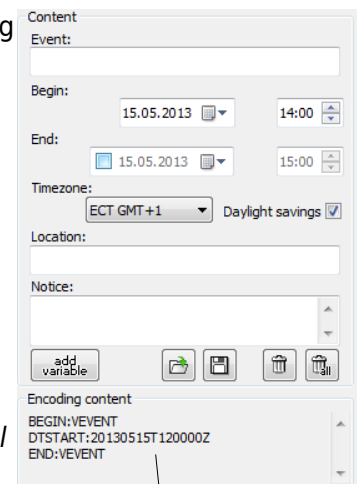 Content
g
Event:
Begin:
15.05.2013 14:00
End:
15.05.2013 15:00
Timezone:
ECT GMT+1 Daylight savings
Location:
Notice:
add variable all
Encoding content
BEGIN:VEVENT
l DTSTART:20130515T120000Z
END:VEVENT